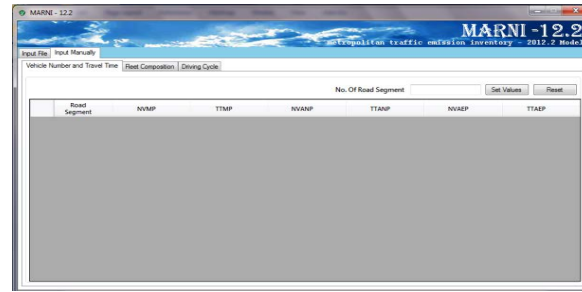 MARNI - 12.2
MARNI -12.2
etropolitan traffic emission inventory - 2012.2 Model
Input File Input Manually
Vehicle Number and Travel Time Fleet Composition Driving Cycle
No. Of Road Segment Set Values Reset
Road Segment NVMP TTMP NVANP TTANP NVAEP TTAEP